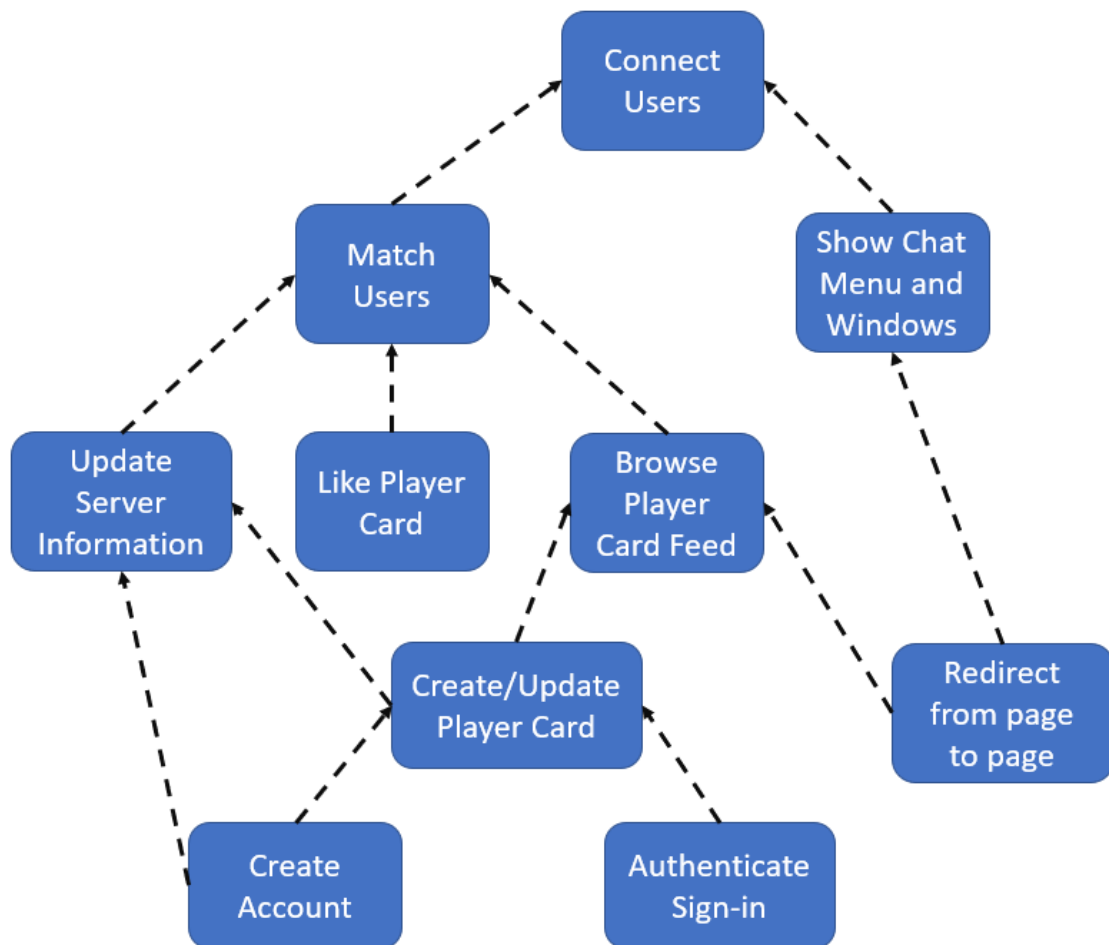 Connect
Users
Match
Users
Show Chat
Menu and
Windows
Update
Server
Information
Like Player
Card
Browse
Player
Card Feed
Create/Update
Player Card
Redirect
from page
to page
Create
Account
Authenticate
Sign-in